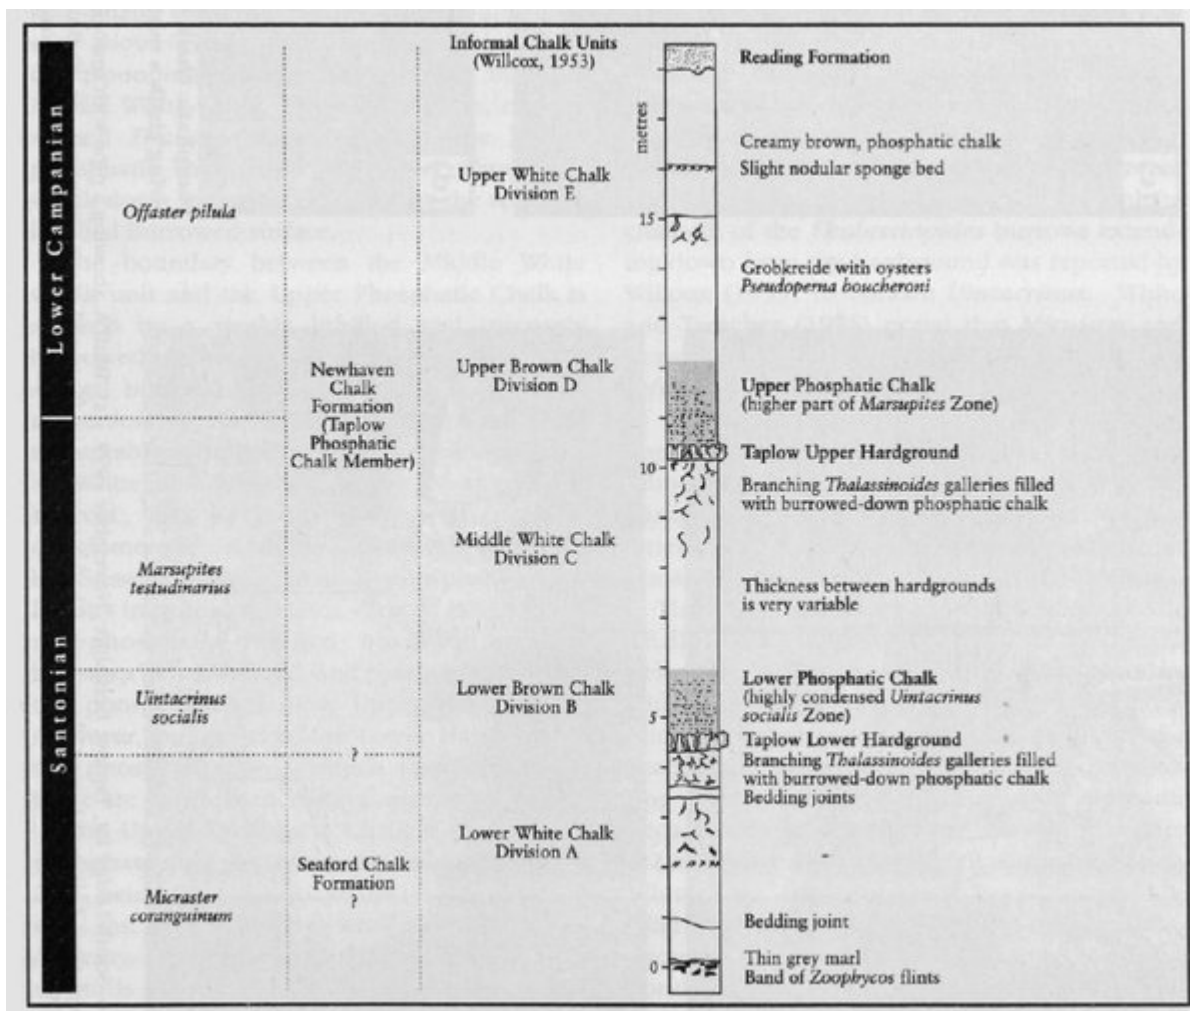 Lower Campanian
Santonian
Offaster pilula
Marsupites
testudinarius
Uintacrinus
socialis
Micraster
coranguinum
Newhaven
Chalk
Formation
(Taplow
Phosphatic
Chalk Member)
?
Seaford Chalk
Formation
?
Informal Chalk Units
(Willcox, 1953)
Upper White Chalk
Division E
Upper Brown Chalk
Division D
Middle White Chalk
Division C
Lower Brown Chalk
Division B
Lower White Chalk
Division A
metres
15
10
5
0
Reading Formation
Creamy brown, phosphatic chalk
Slight nodular sponge bed
Grobkreide with oysters
Pseudoperna boucheroni
Upper Phosphatic Chalk
(higher part of Marsupites Zone)
Taplow Upper Hardground
Branching Thalassinoides galleries filled
with burrowed-down phosphatic chalk
Thickness between hardgrounds
is very variable
Lower Phosphatic Chalk
(highly condensed Uintacrinus
socialis Zone)
Taplow Lower Hardground
Branching Thalassinoides galleries filled
with burrowed-down phosphatic chalk
Bedding joints
Bedding joint
Thin grey marl
Band of Zoophycos flints